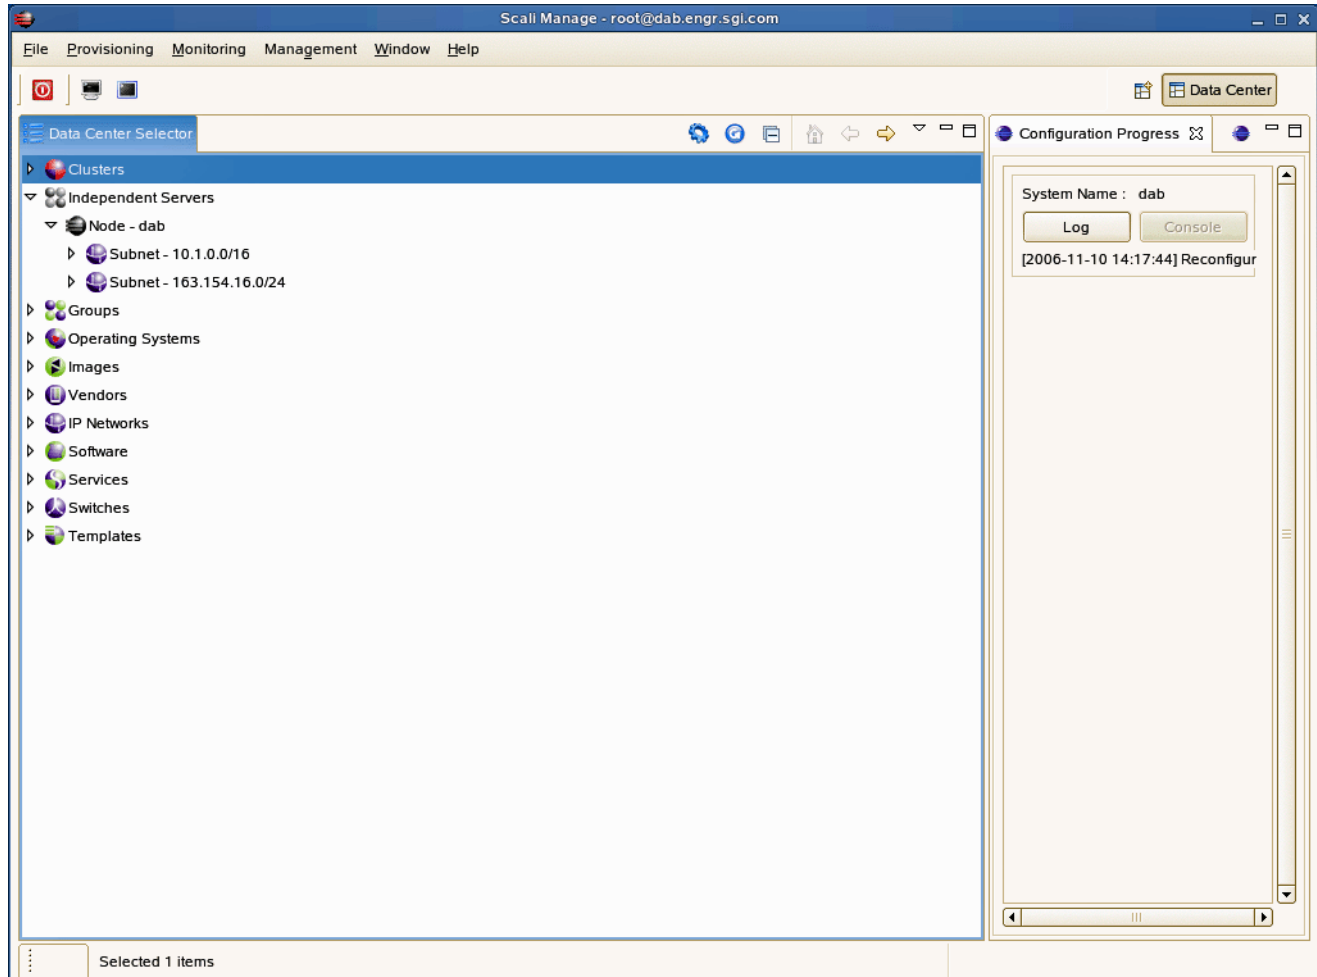 Scali Manage - root@dab.engr.sgi.com
File Provisioning Monitoring Management Window Help
Data Center
Data Center Selector
Configuration Progress
Clusters
Independent Servers
Node - dab
Subnet - 10.1.0.0/16
Subnet - 163.154.16.0/24
Groups
Operating Systems
Images
Vendors
IP Networks
Software
Services
Switches
Templates
System Name : dab
Log Console
[2006-11-10 14:17:44] Reconfigur
Selected 1 items